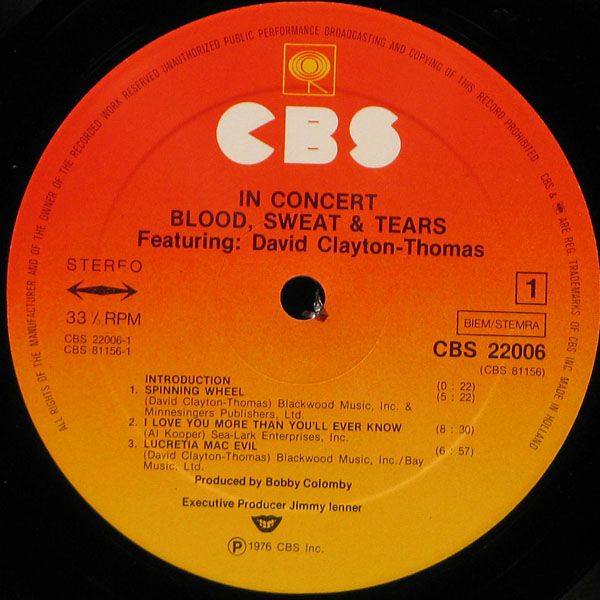 ALL RIGHTS OF THE MANUFACTURER AND OF THE OWNER OF THE RECORDED WORK RESERVED UNAUTHORIZED PUBLIC PERFORMANCE BROADCASTING AND COPYING OF THIS RECORD PROHIBITED
CBS & ARE REG. TRADEMARKS OF CBS INC. MADE IN HOLLAND
CBS
IN CONCERT
BLOOD, SWEAT & TEARS
Featuring: David Clayton-Thomas
STEREO
1
33 / RPM
BIEM/STEMRA
CBS 22006-1
CBS 81156-1
CBS 22006
(CBS 81156)
INTRODUCTION (0 : 22)
1. SPINNING WHEEL (5 : 22)
(David Clayton-Thomas) Blackwood Music, Inc. &
Minnesingers Publishers, Ltd.
2. I LOVE YOU MORE THAN YOU'LL EVER KNOW (8 : 30)
(Al Kooper) Sea-Lark Enterprises, Inc.
3. LUCRETIA MAC EVIL (6 : 57)
(David Clayton-Thomas) Blackwood Music, Inc./Bay
Music, Ltd.
Produced by Bobby Colomby
Executive Producer Jimmy Ienner
Ⓟ 1976 CBS Inc.